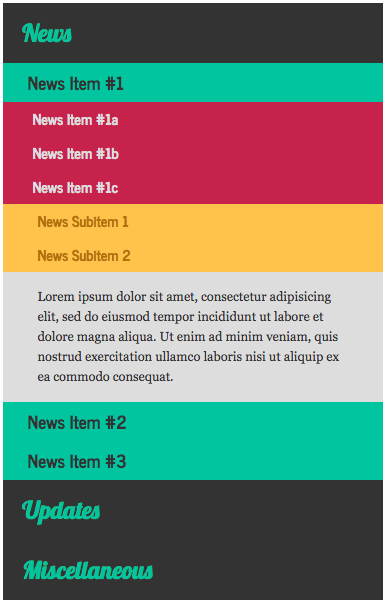 News
News Item #1
News Item #1a
News Item #1b
News Item #1c
News SubItem 1
News SubItem 2
Lorem ipsum dolor sit amet, consectetur adipisicing
elit, sed do eiusmod tempor incididunt ut labore et
dolore magna aliqua. Ut enim ad minim veniam, quis
nostrud exercitation ullamco laboris nisi ut aliquip ex
ea commodo consequat.
News Item #2
News Item #3
Updates
Miscellaneous